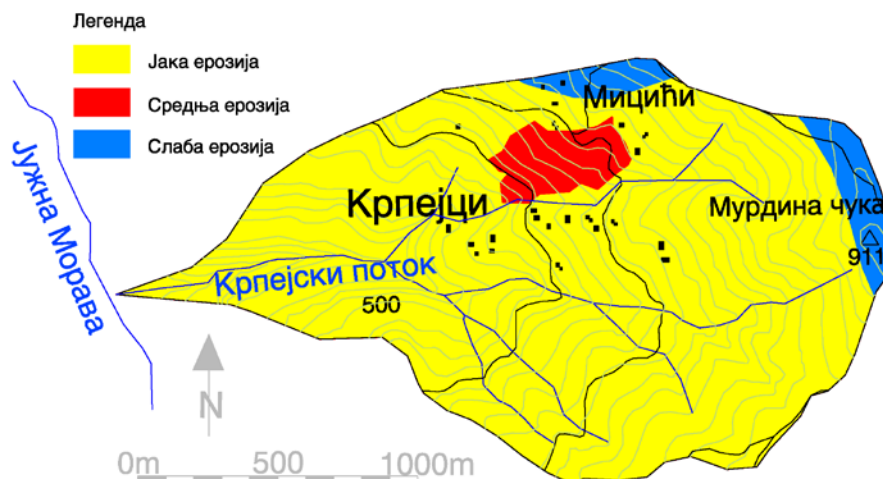 Легенда
Јака ерозија
Средња ерозија
Слаба ерозија
Мицићи
Јужна Морава
Крпејци
Мурдина чука
911
Крпејски поток
500
N
0m 500 1000m